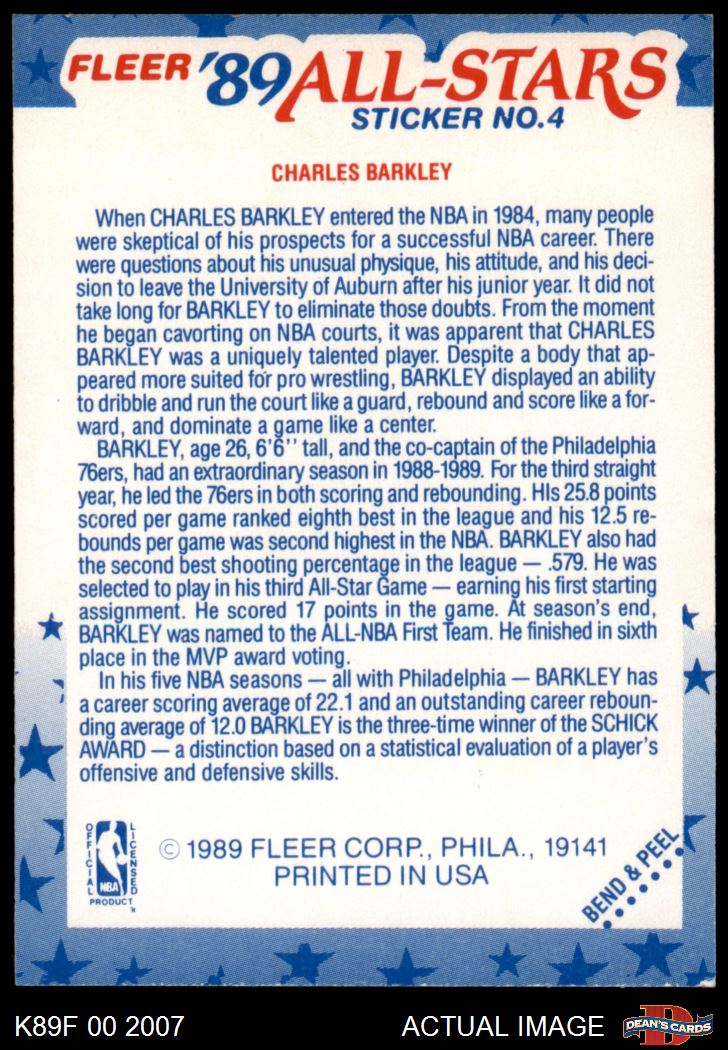 FLEER '89 ALL-STARS
STICKER NO.4
CHARLES BARKLEY
When CHARLES BARKLEY entered the NBA in 1984, many people
were skeptical of his prospects for a successful NBA career. There
were questions about his unusual physique, his attitude, and his deci-
sion to leave the University of Auburn after his junior year. It did not
take long for BARKLEY to eliminate those doubts. From the moment
he began cavorting on NBA courts, it was apparent that CHARLES
BARKLEY was a uniquely talented player. Despite a body that ap-
peared more suited for pro wrestling, BARKLEY displayed an ability
to dribble and run the court like a guard, rebound and score like a for-
ward, and dominate a game like a center.
BARKLEY, age 26, 6'6'' tall, and the co-captain of the Philadelphia
76ers, had an extraordinary season in 1988-1989. For the third straight
year, he led the 76ers in both scoring and rebounding. HIs 25.8 points
scored per game ranked eighth best in the league and his 12.5 re-
bounds per game was second highest in the NBA. BARKLEY also had
the second best shooting percentage in the league — .579. He was
selected to play in his third All-Star Game — earning his first starting
assignment. He scored 17 points in the game. At season's end,
BARKLEY was named to the ALL-NBA First Team. He finished in sixth
place in the MVP award voting.
In his five NBA seasons — all with Philadelphia — BARKLEY has
a career scoring average of 22.1 and an outstanding career reboun-
ding average of 12.0 BARKLEY is the three-time winner of the SCHICK
AWARD — a distinction based on a statistical evaluation of a player's
offensive and defensive skills.
OFFICIAL LICENSED
NBA
PRODUCT
© 1989 FLEER CORP., PHILA., 19141
PRINTED IN USA
BEND & PEEL
K89F 00 2007 ACTUAL IMAGE
D
DEAN'S CARDS